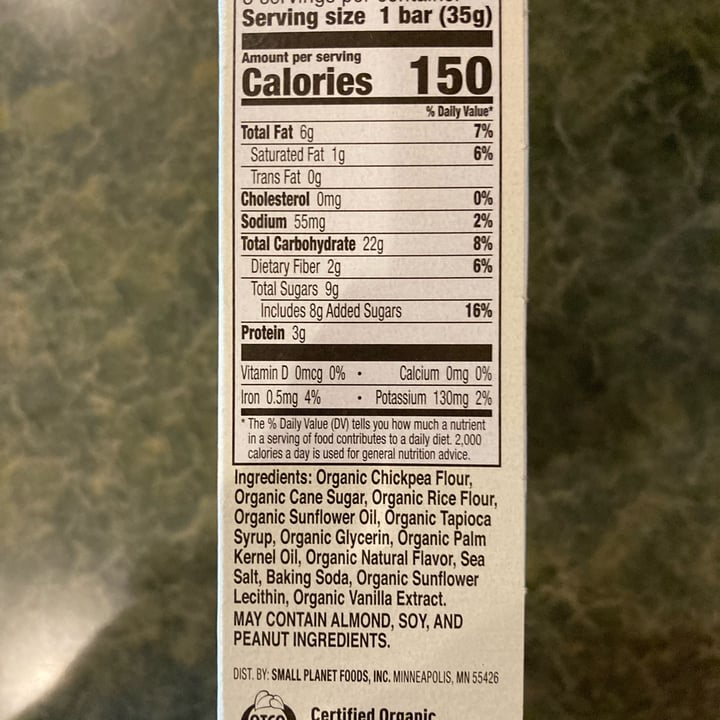 servings per container
Serving size 1 bar (35g)
Amount per serving
Calories 150
% Daily Value*
Total Fat 6g 7%
Saturated Fat 1g 6%
Trans Fat 0g
Cholesterol 0mg 0%
Sodium 55mg 2%
Total Carbohydrate 22g 8%
Dietary Fiber 2g 6%
Total Sugars 9g
Includes 8g Added Sugars 16%
Protein 3g
Vitamin D 0mcg 0% • Calcium 0mg 0%
Iron 0.5mg 4% • Potassium 130mg 2%
* The % Daily Value (DV) tells you how much a nutrient
in a serving of food contributes to a daily diet. 2,000
calories a day is used for general nutrition advice.
Ingredients: Organic Chickpea Flour,
Organic Cane Sugar, Organic Rice Flour,
Organic Sunflower Oil, Organic Tapioca
Syrup, Organic Glycerin, Organic Palm
Kernel Oil, Organic Natural Flavor, Sea
Salt, Baking Soda, Organic Sunflower
Lecithin, Organic Vanilla Extract.
MAY CONTAIN ALMOND, SOY, AND
PEANUT INGREDIENTS.
DIST. BY: SMALL PLANET FOODS, INC. MINNEAPOLIS, MN 55426
Certified Organic